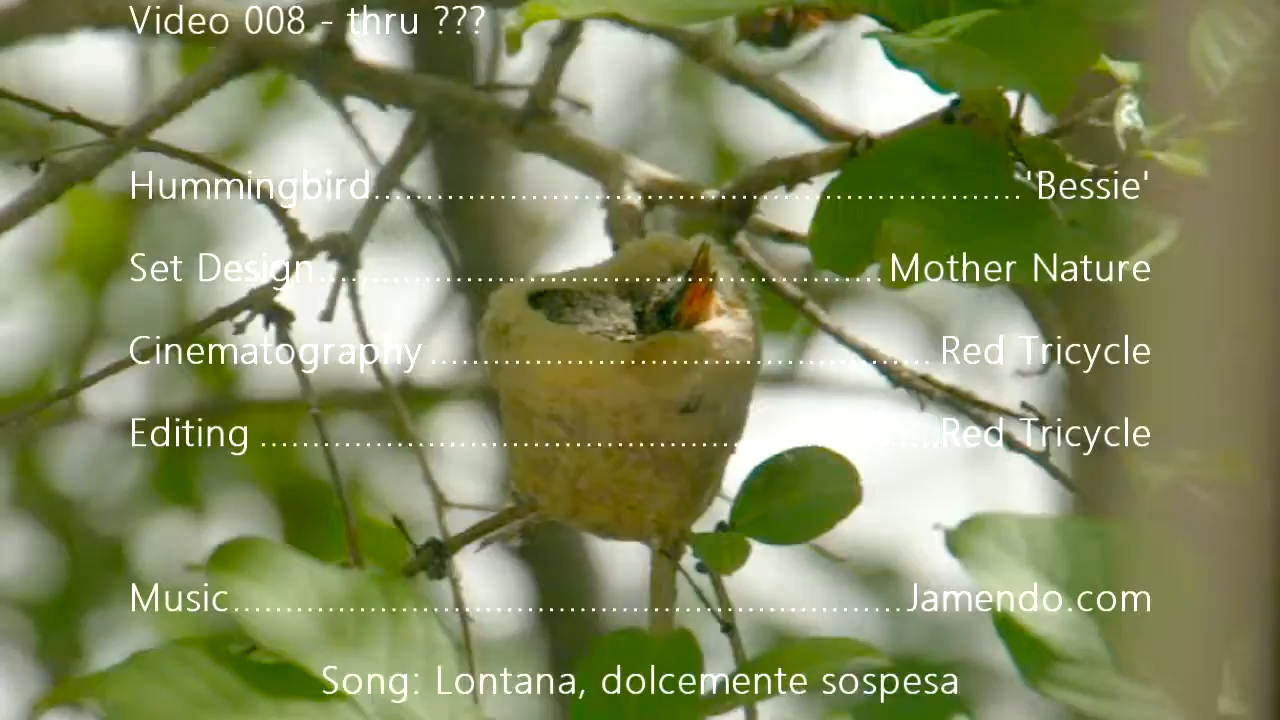 Video 008 - thru ???
Hummingbird..............................................................'Bessie'
Set Design......................................................Mother Nature
Cinematography................................................Red Tricycle
Editing .................................................................Red Tricycle
Music................................................................Jamendo.com
Song: Lontana, dolcemente sospesa